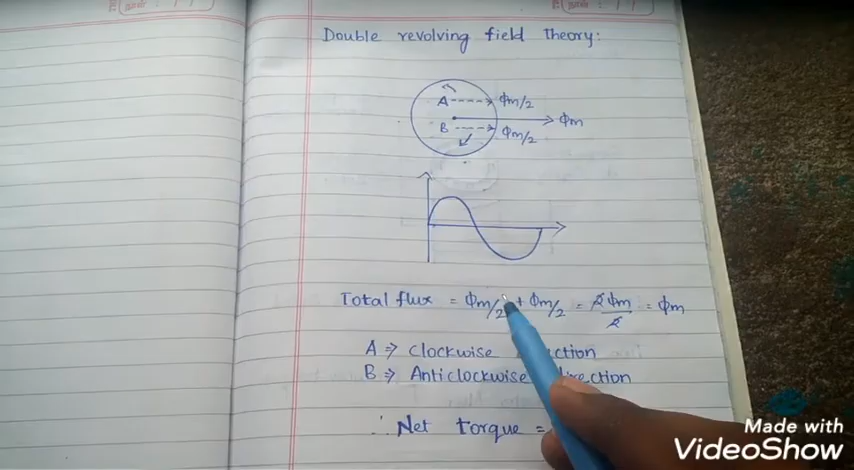 Double revolving field theory:
A φm/2
φm
B φm/2
Total flux = φm/2 + φm/2 = 2φm/2 = φm
A ⇒ Clockwise
B ⇒ Anticlockwise direction
∴ Net torque =
Made with
VideoShow